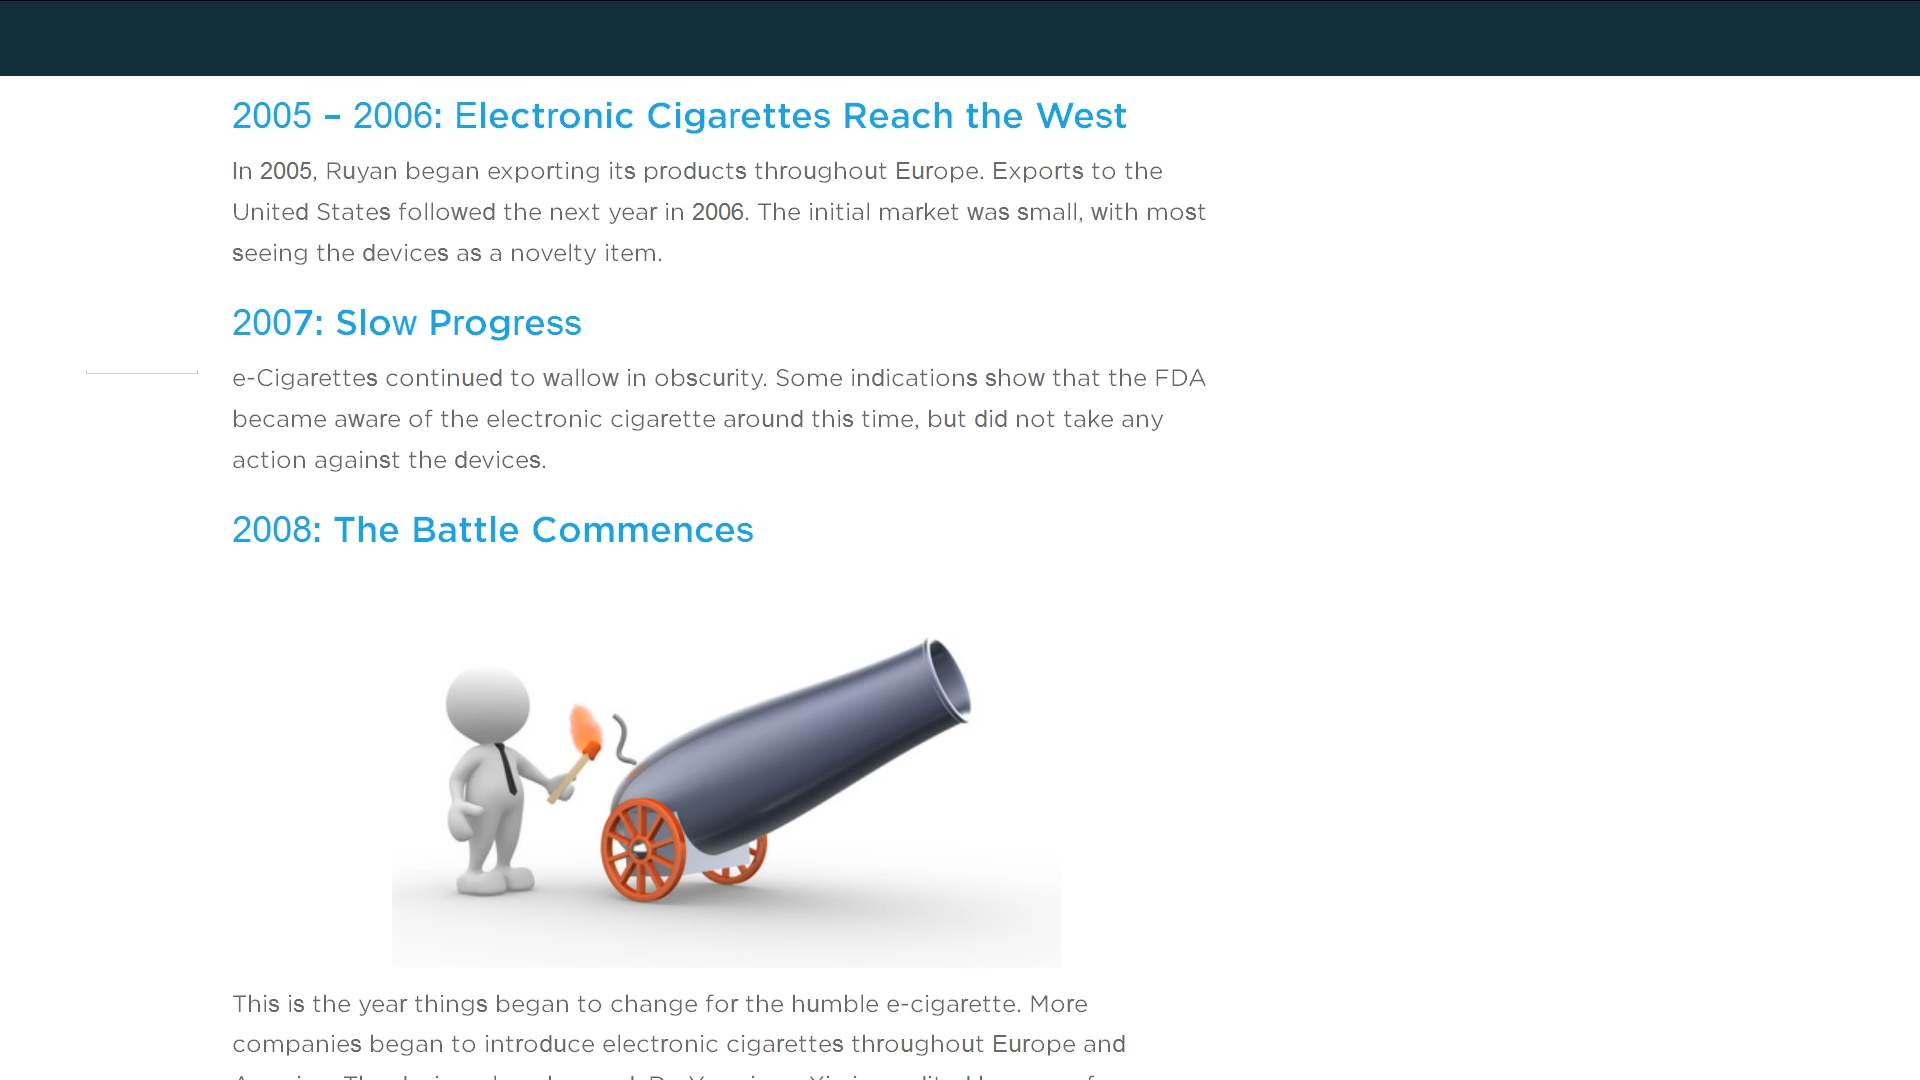 2005 – 2006: Electronic Cigarettes Reach the West
In 2005, Ruyan began exporting its products throughout Europe. Exports to the
United States followed the next year in 2006. The initial market was small, with most
seeing the devices as a novelty item.
2007: Slow Progress
e-Cigarettes continued to wallow in obscurity. Some indications show that the FDA
became aware of the electronic cigarette around this time, but did not take any
action against the devices.
2008: The Battle Commences
This is the year things began to change for the humble e-cigarette. More
companies began to introduce electronic cigarettes throughout Europe and